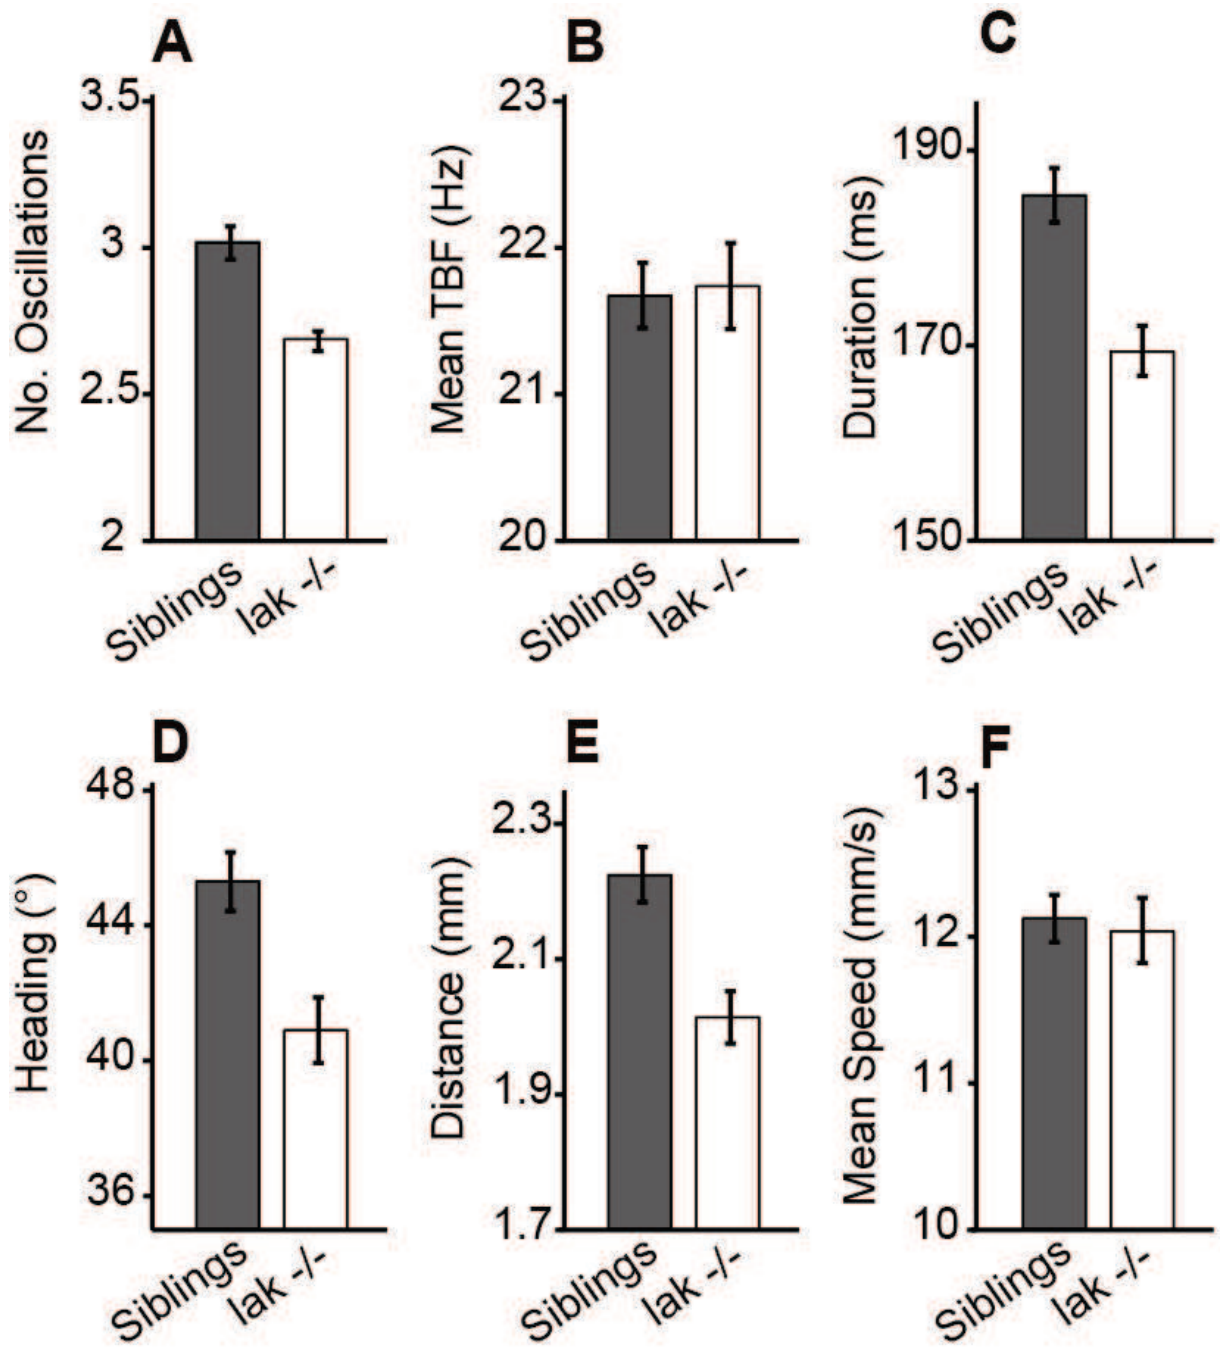 A
No. Oscillations
3.5
3
2.5
2
Siblings
lak -/-
B
Mean TBF (Hz)
23
22
21
20
Siblings
lak -/-
C
Duration (ms)
190
170
150
Siblings
lak -/-
D
Heading (°)
48
44
40
36
Siblings
lak -/-
E
Distance (mm)
2.3
2.1
1.9
1.7
Siblings
lak -/-
F
Mean Speed (mm/s)
13
12
11
10
Siblings
lak -/-